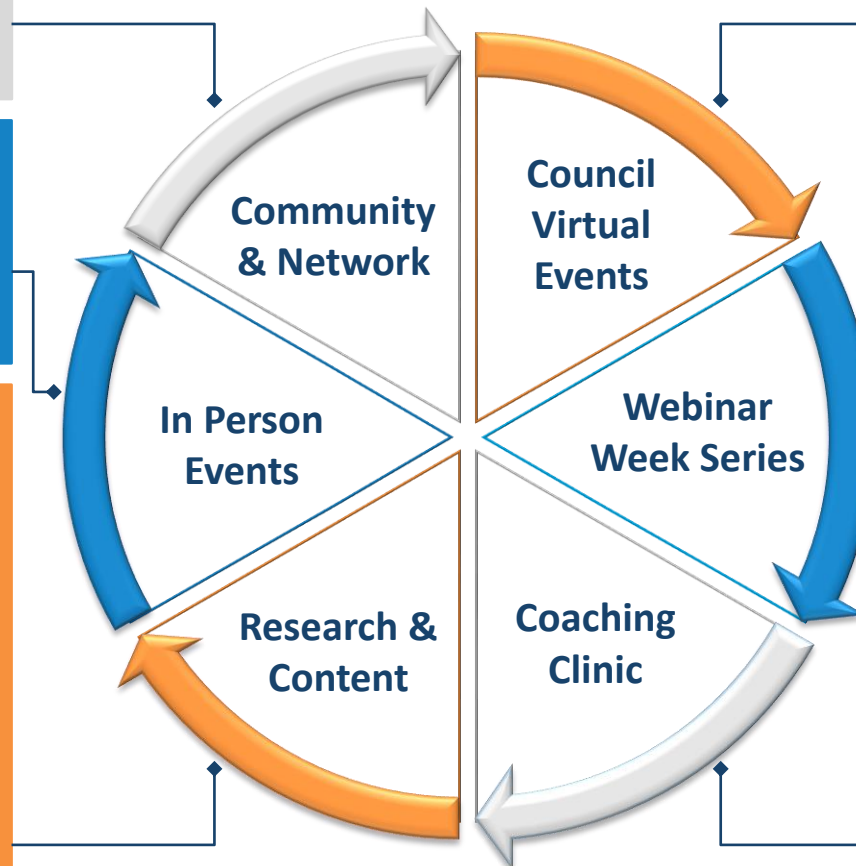 Community
& Network
Council
Virtual
Events
In Person
Events
Webinar
Week Series
Research &
Content
Coaching
Clinic